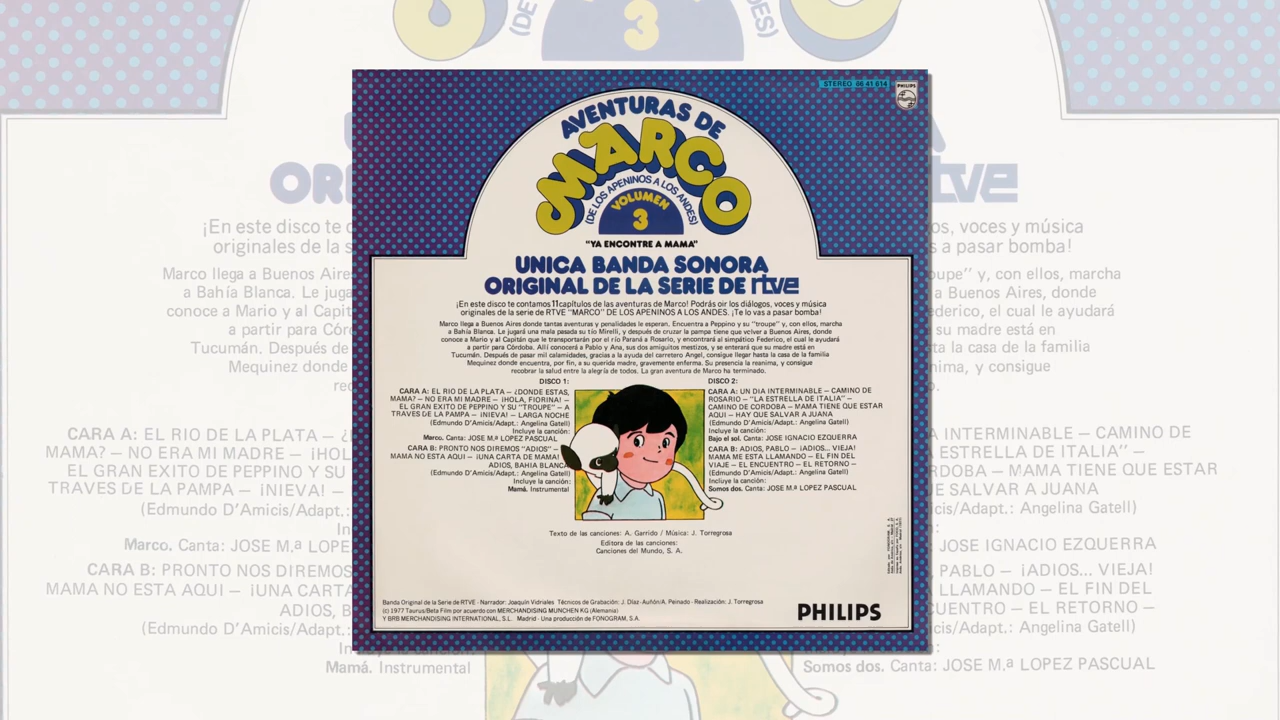 STEREO 66 41 614
PHILIPS
AVENTURAS DE
MARCO
(DE LOS APENINOS A LOS ANDES)
VOLUMEN
3
"YA ENCONTRE A MAMA"
UNICA BANDA SONORA
ORIGINAL DE LA SERIE DE rtve
¡En este disco te contamos 11 capítulos de las aventuras de Marco! Podrás oir los diálogos, voces y música
originales de la serie de RTVE "MARCO" DE LOS APENINOS A LOS ANDES. ¡Te lo vas a pasar bomba!
Marco llega a Buenos Aires donde tantas aventuras y penalidades le esperan. Encuentra a Peppino y su "troupe" y, con ellos, marcha
a Bahía Blanca. Le jugará una mala pasada su tío Mirelli, y después de cruzar la pampa tiene que volver a Buenos Aires, donde
conoce a Mario y al Capitán que le transportarán por el río Paraná a Rosario, y encontrará al simpático Federico, el cual le ayudará
a partir para Córdoba. Allí conocerá a Pablo y Ana, sus dos amiguitos mestizos, y se enterará que su madre está en
Tucumán. Después de pasar mil calamidades, gracias a la ayuda del carretero Angel, consigue llegar hasta la casa de la familia
Mequinez donde encuentra, por fin, a su querida madre, gravemente enferma. Su presencia la reanima, y consigue
recobrar la salud entre la alegría de todos. La gran aventura de Marco ha terminado.
DISCO 1:
CARA A: EL RIO DE LA PLATA — ¿DONDE ESTAS,
MAMA? — NO ERA MI MADRE — ¡HOLA, FIORINA! —
EL GRAN EXITO DE PEPPINO Y SU "TROUPE" — A
TRAVES DE LA PAMPA — ¡NIEVA! — LARGA NOCHE
(Edmundo D'Amicis/Adapt.: Angelina Gatell)
Incluye la canción:
Marco. Canta: JOSE M.ª LOPEZ PASCUAL
CARA B: PRONTO NOS DIREMOS "ADIOS" —
MAMA NO ESTA AQUI — ¡UNA CARTA DE MAMA!
ADIOS, BAHIA BLANCA
(Edmundo D'Amicis/Adapt.: Angelina Gatell)
Incluye la canción:
Mamá. Instrumental
DISCO 2:
CARA A: UN DIA INTERMINABLE — CAMINO DE
ROSARIO — "LA ESTRELLA DE ITALIA" —
CAMINO DE CORDOBA — MAMA TIENE QUE ESTAR
AQUI — HAY QUE SALVAR A JUANA
(Edmundo D'Amicis/Adapt.: Angelina Gatell)
Incluye la canción:
Bajo el sol. Canta: JOSE IGNACIO EZQUERRA
CARA B: ADIOS, PABLO — ¡ADIOS... VIEJA!
MAMA ME ESTA LLAMANDO — EL FIN DEL
VIAJE — EL ENCUENTRO — EL RETORNO —
(Edmundo D'Amicis/Adapt.: Angelina Gatell)
Incluye la canción:
Somos dos. Canta: JOSE M.ª LOPEZ PASCUAL
Texto de las canciones: A. Garrido / Música: J. Torregrosa
Editora de las canciones:
Canciones del Mundo, S. A.
Banda Original de la Serie de RTVE - Narrador: Joaquín Vidriales Técnicos de Grabación: J. Díaz-Auñón/A. Peinado - Realización: J. Torregrosa
(c) 1977 Taurus/Beta Film por acuerdo con MERCHANDISING MUNCHEN KG (Alemania)
Y BRB MERCHANDISING INTERNATIONAL, S.L. Madrid - Una producción de FONOGRAM, S.A.
PHILIPS